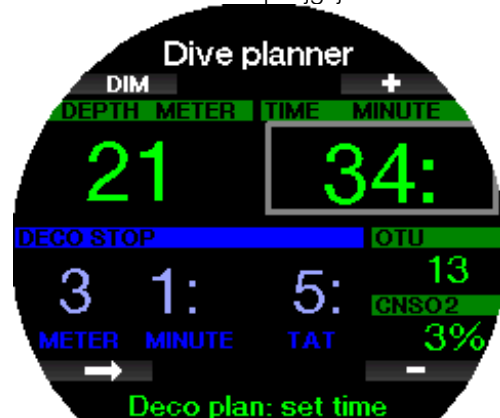 Dive planner
DIM +
DEPTH METER TIME MINUTE
21 34:
DECO STOP OTU
13
3 1: 5:
CNSO2
METER MINUTE TAT 3%
→ -
Deco plan: set time